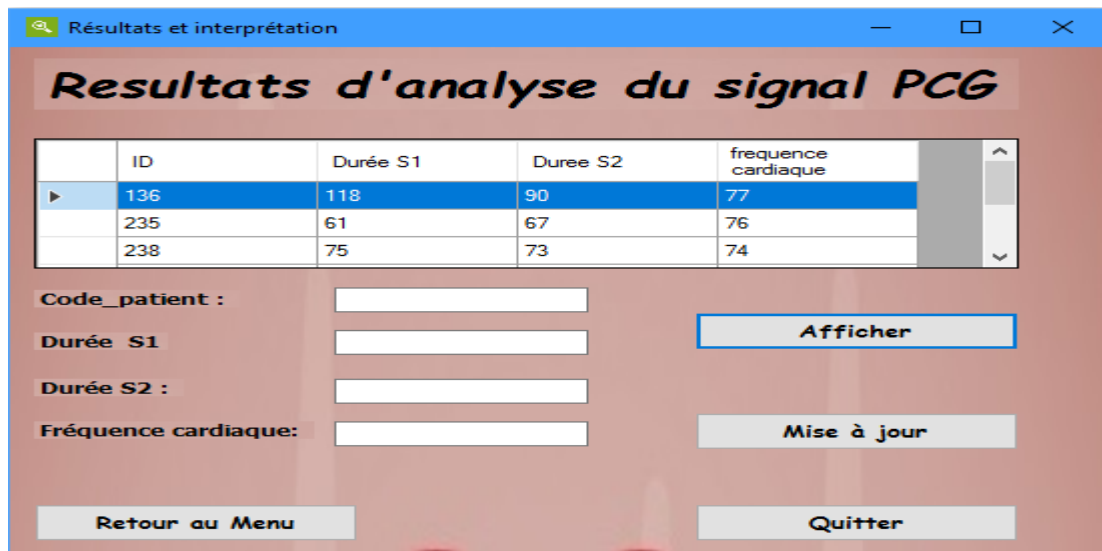 Résultats et interprétation
Resultats d'analyse du signal PCG
ID Durée S1 Duree S2 frequence
cardiaque
136 118 90 77
235 61 67 76
238 75 73 74
Code_patient :
Afficher
Durée S1
Durée S2 :
Fréquence cardiaque:
Mise à jour
Retour au Menu
Quitter